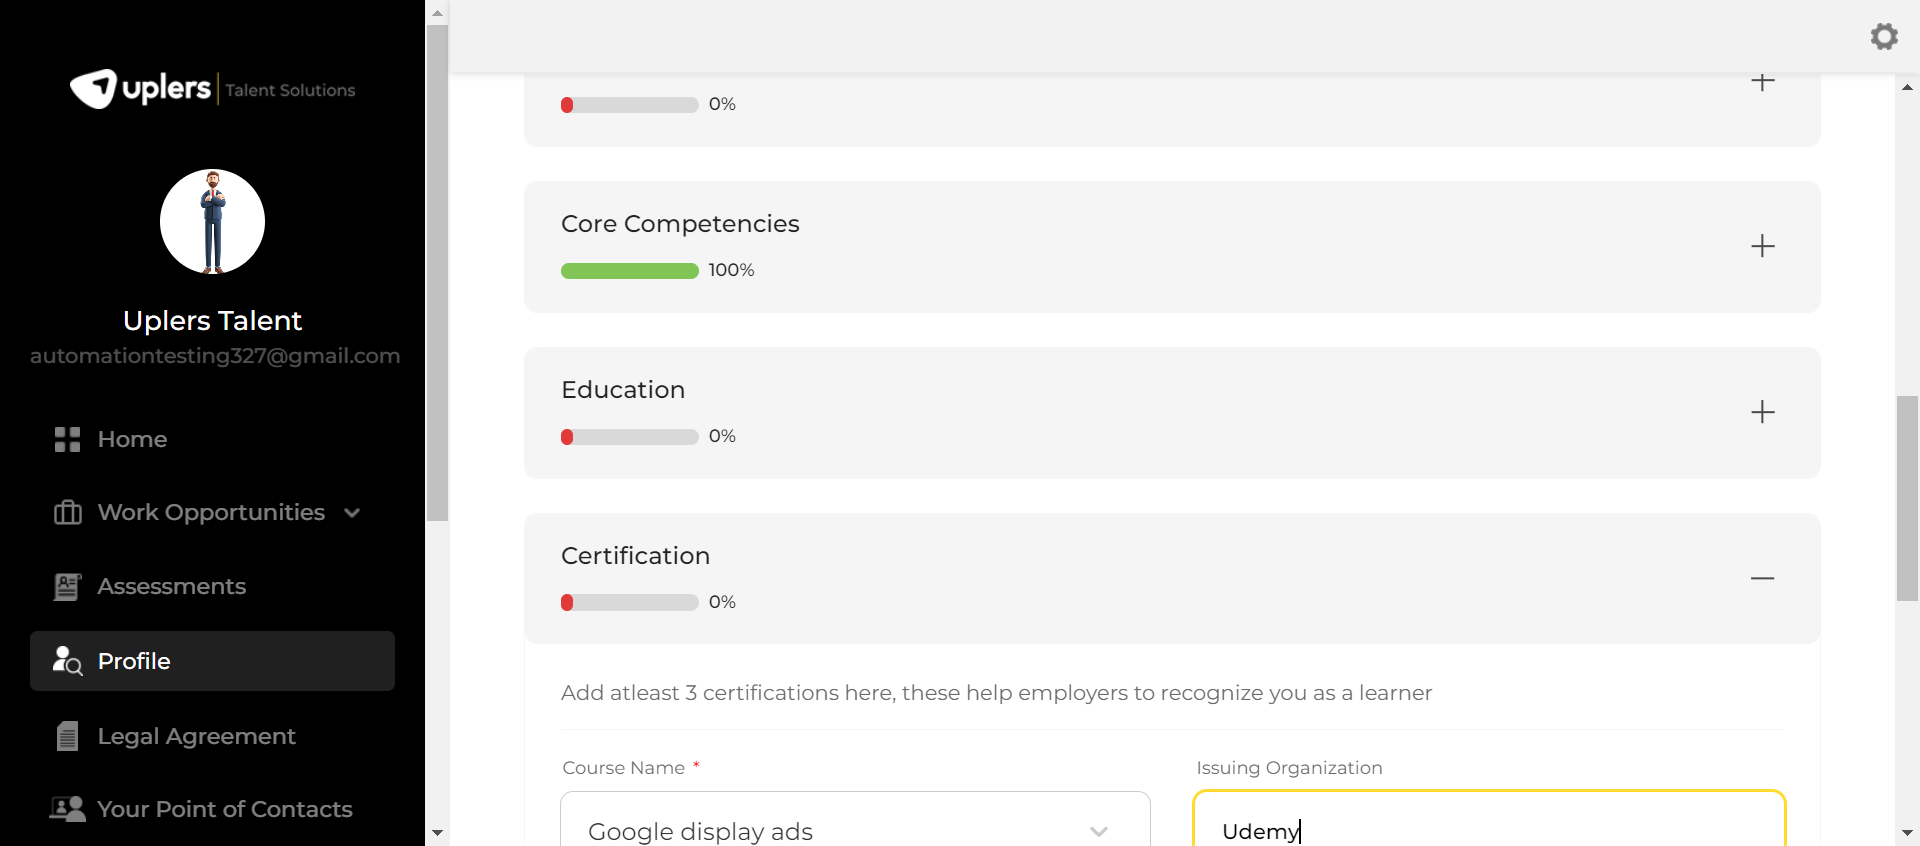 uplers Talent Solutions
Uplers Talent
automationtesting327@gmail.com
Home
Work Opportunities
Assessments
Profile
Legal Agreement
Your Point of Contacts
0%
Core Competencies
100%
Education
0%
Certification
0%
Add atleast 3 certifications here, these help employers to recognize you as a learner
Course Name *
Issuing Organization
Google display ads
Udemy